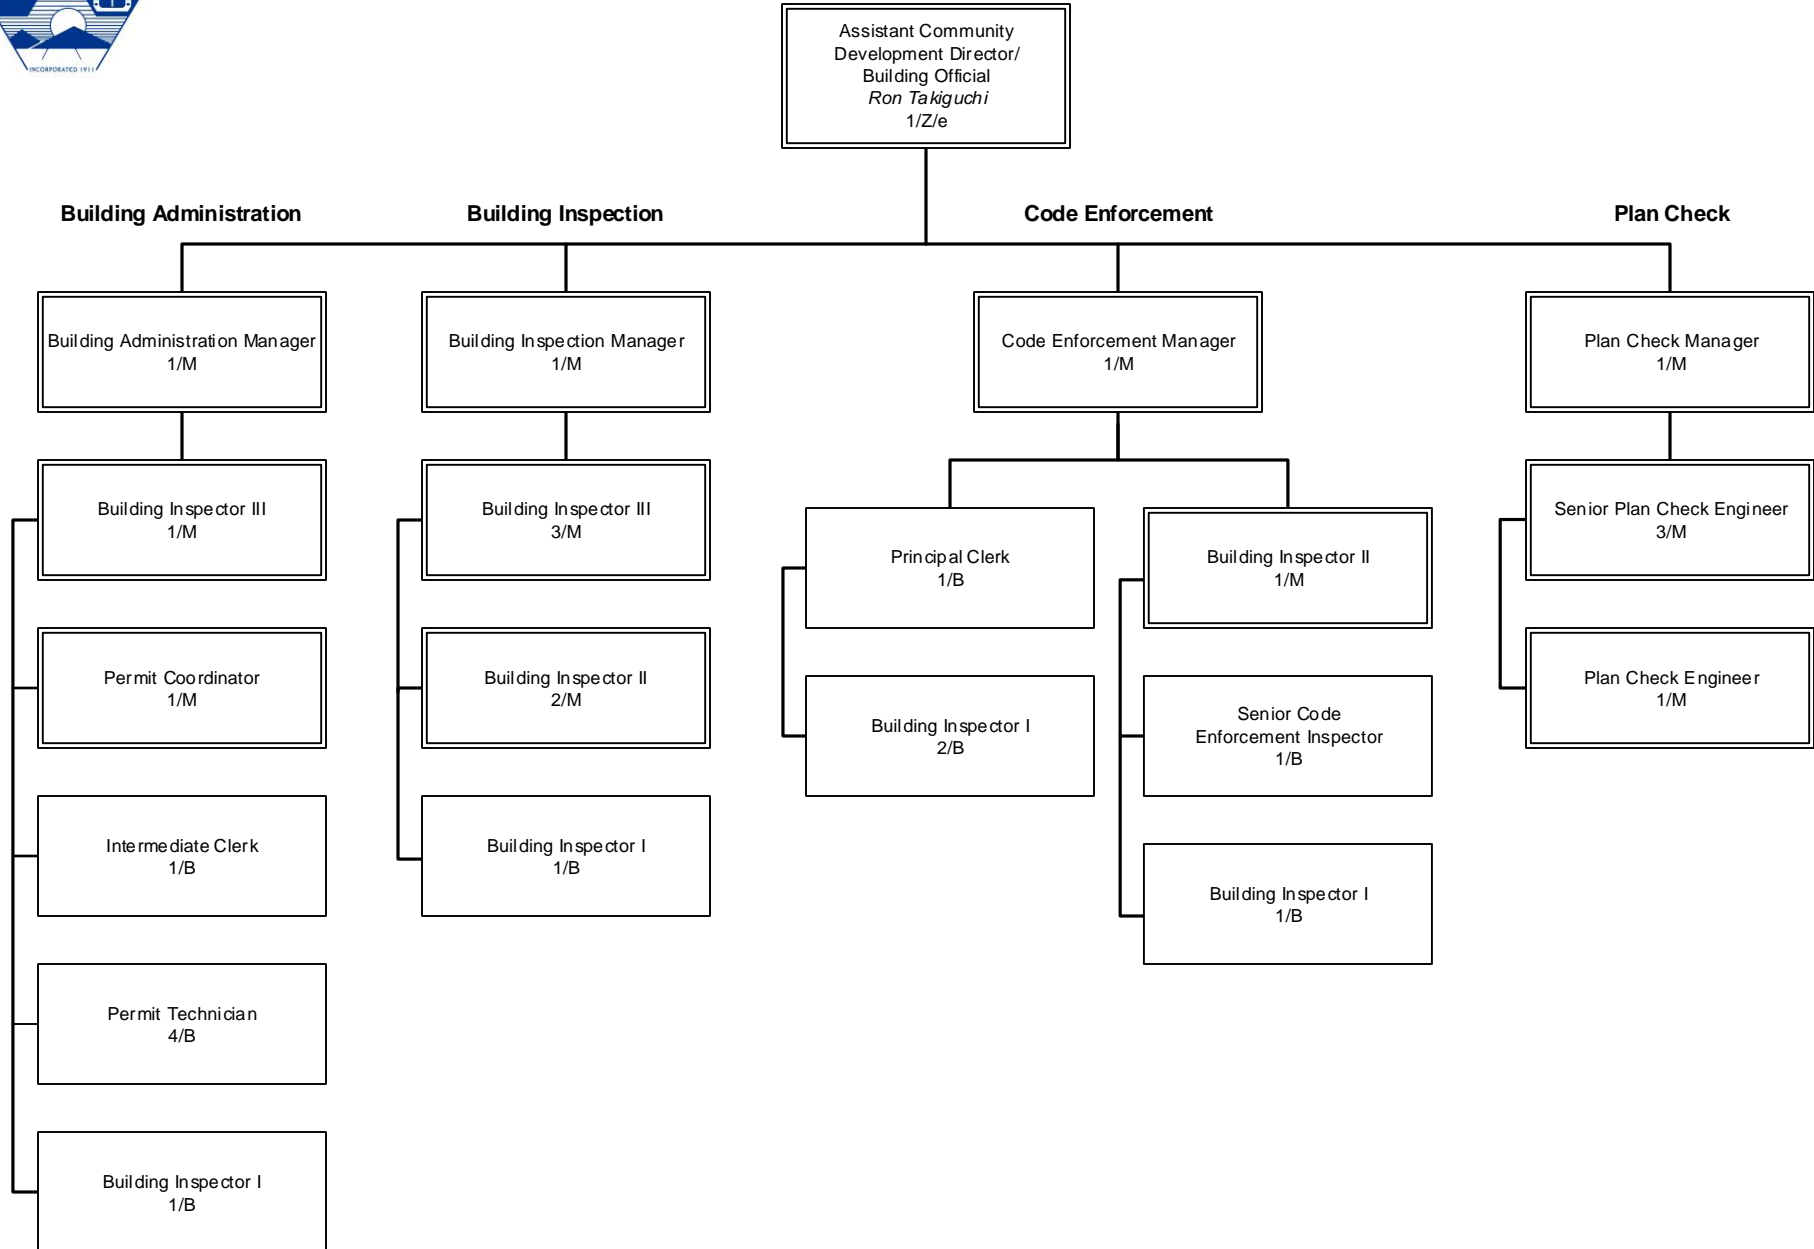 INCORPORATED 1911
Assistant Community
Development Director/
Building Official
Ron Takiguchi
1/Z/e
Building Administration
Building Inspection
Code Enforcement
Plan Check
Building Administration Manager
1/M
Building Inspection Manager
1/M
Code Enforcement Manager
1/M
Plan Check Manager
1/M
Building Inspector III
1/M
Permit Coordinator
1/M
Intermediate Clerk
1/B
Permit Technician
4/B
Building Inspector I
1/B
Building Inspector III
3/M
Building Inspector II
2/M
Building Inspector I
1/B
Principal Clerk
1/B
Building Inspector I
2/B
Building Inspector II
1/M
Senior Code
Enforcement Inspector
1/B
Building Inspector I
1/B
Senior Plan Check Engineer
3/M
Plan Check Engineer
1/M